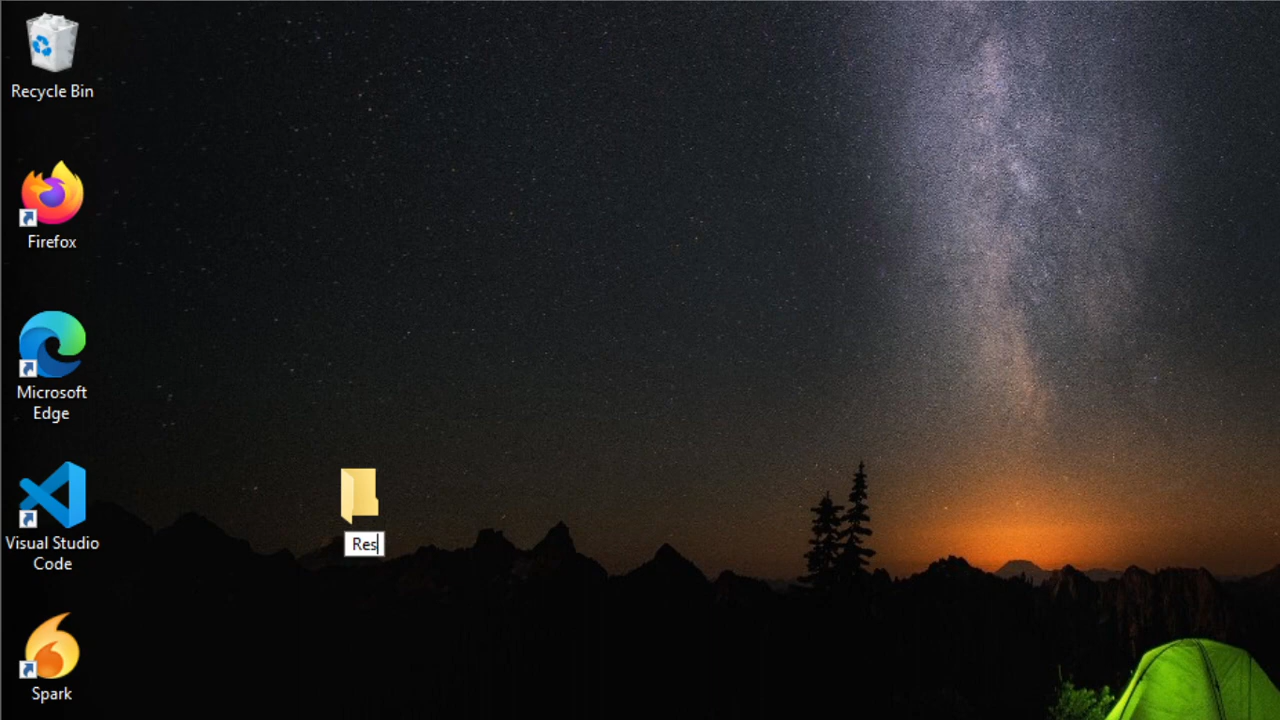 Recycle Bin
Firefox
Microsoft
Edge
Visual Studio
Code
Res
Spark